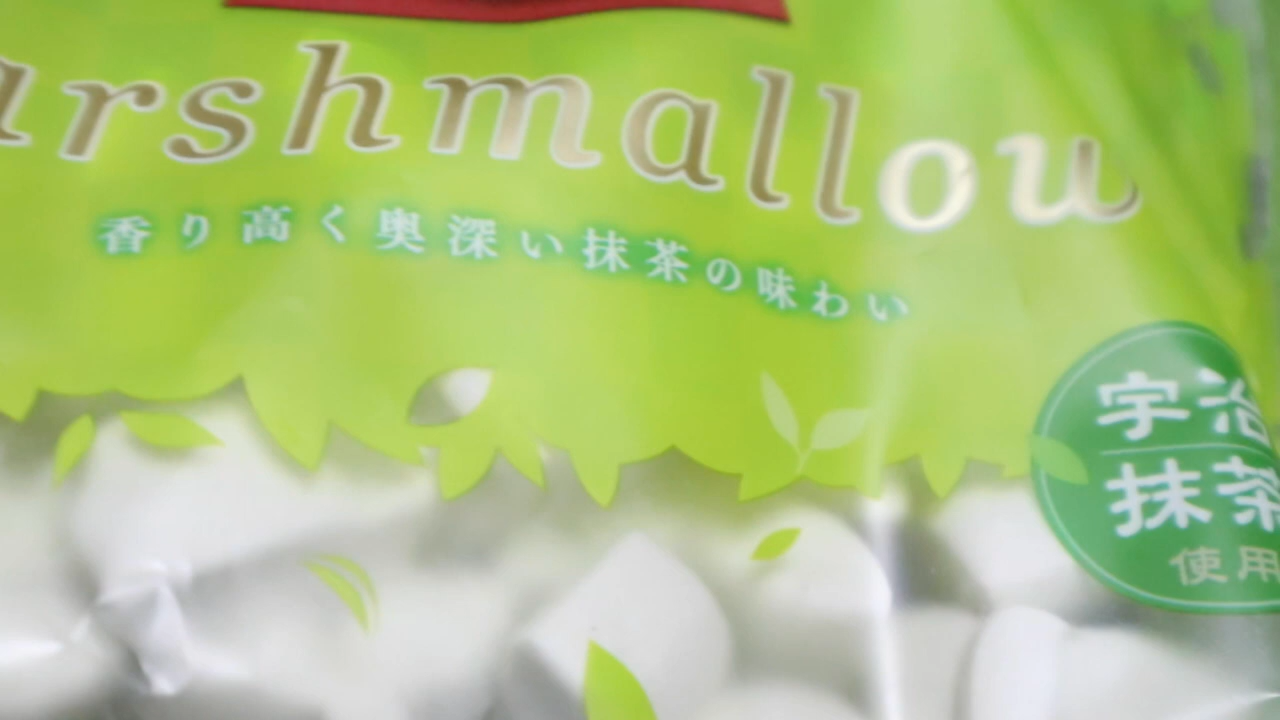 arshmallow
香り高く奥深い抹茶の味わい
宇治
抹茶
使用